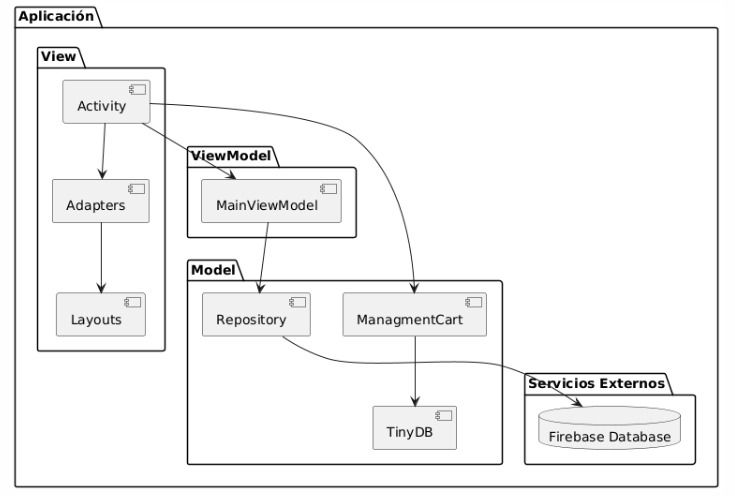 Aplicación
View
Activity
ViewModel
Adapters
MainViewModel
Model
Layouts
Repository
ManagmentCart
Servicios Externos
TinyDB
Firebase Database